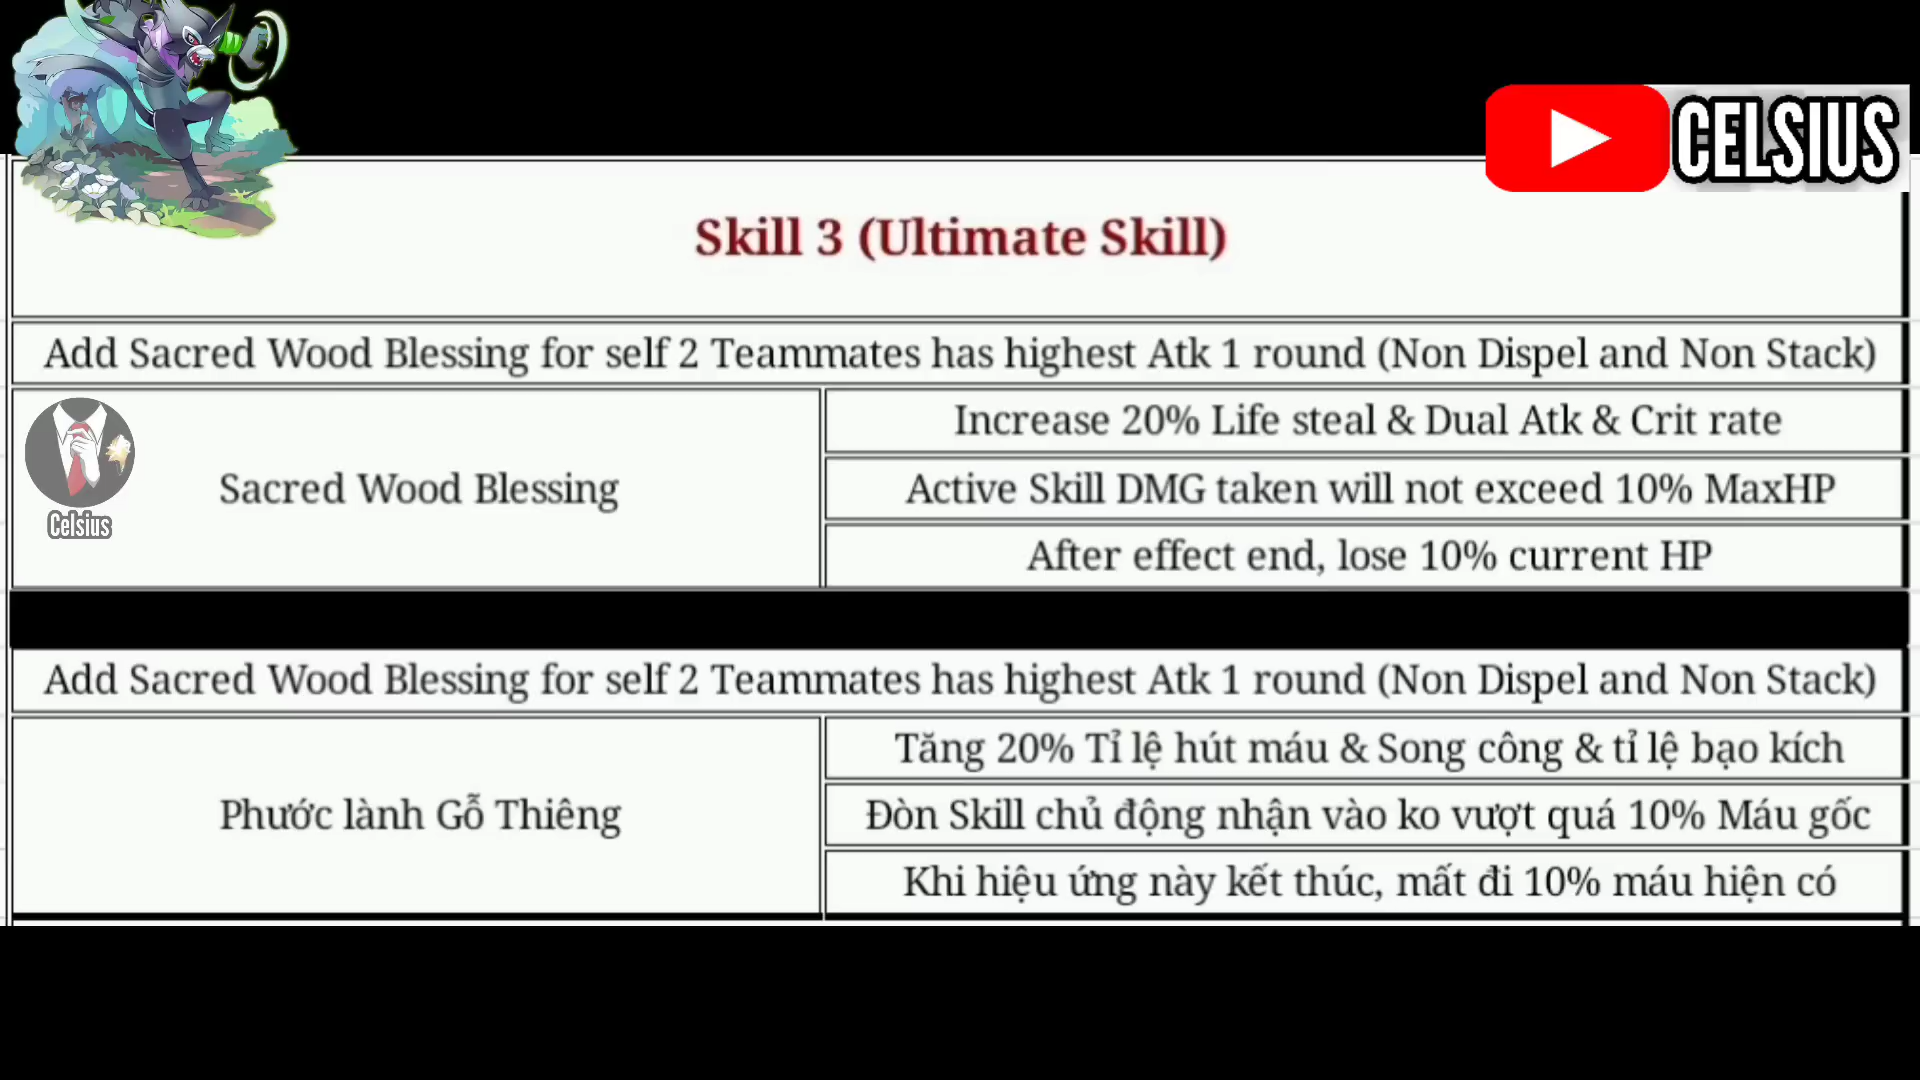 CELSIUS
Skill 3 (Ultimate Skill)
Add Sacred Wood Blessing for self 2 Teammates has highest Atk 1 round (Non Dispel and Non Stack)
Celsius
Sacred Wood Blessing
Increase 20% Life steal & Dual Atk & Crit rate
Active Skill DMG taken will not exceed 10% MaxHP
After effect end, lose 10% current HP
Add Sacred Wood Blessing for self 2 Teammates has highest Atk 1 round (Non Dispel and Non Stack)
Phước lành Gỗ Thiêng
Tăng 20% Tỉ lệ hút máu & Song công & tỉ lệ bạo kích
Đòn Skill chủ động nhận vào ko vượt quá 10% Máu gốc
Khi hiệu ứng này kết thúc, mất đi 10% máu hiện có